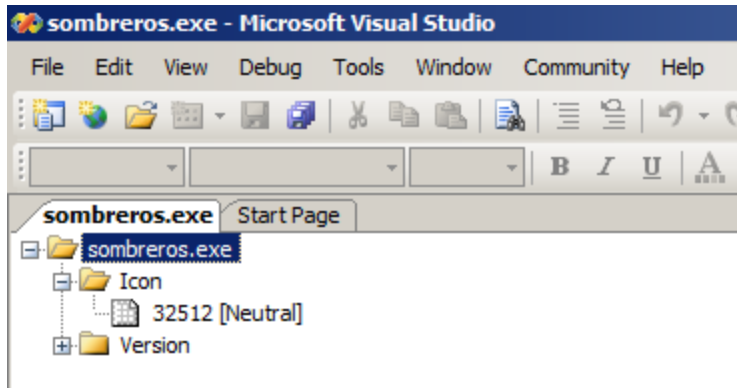 sombreros.exe - Microsoft Visual Studio
File Edit View Debug Tools Window Community Help
B I U A
sombreros.exe Start Page
sombreros.exe
Icon
32512 [Neutral]
Version